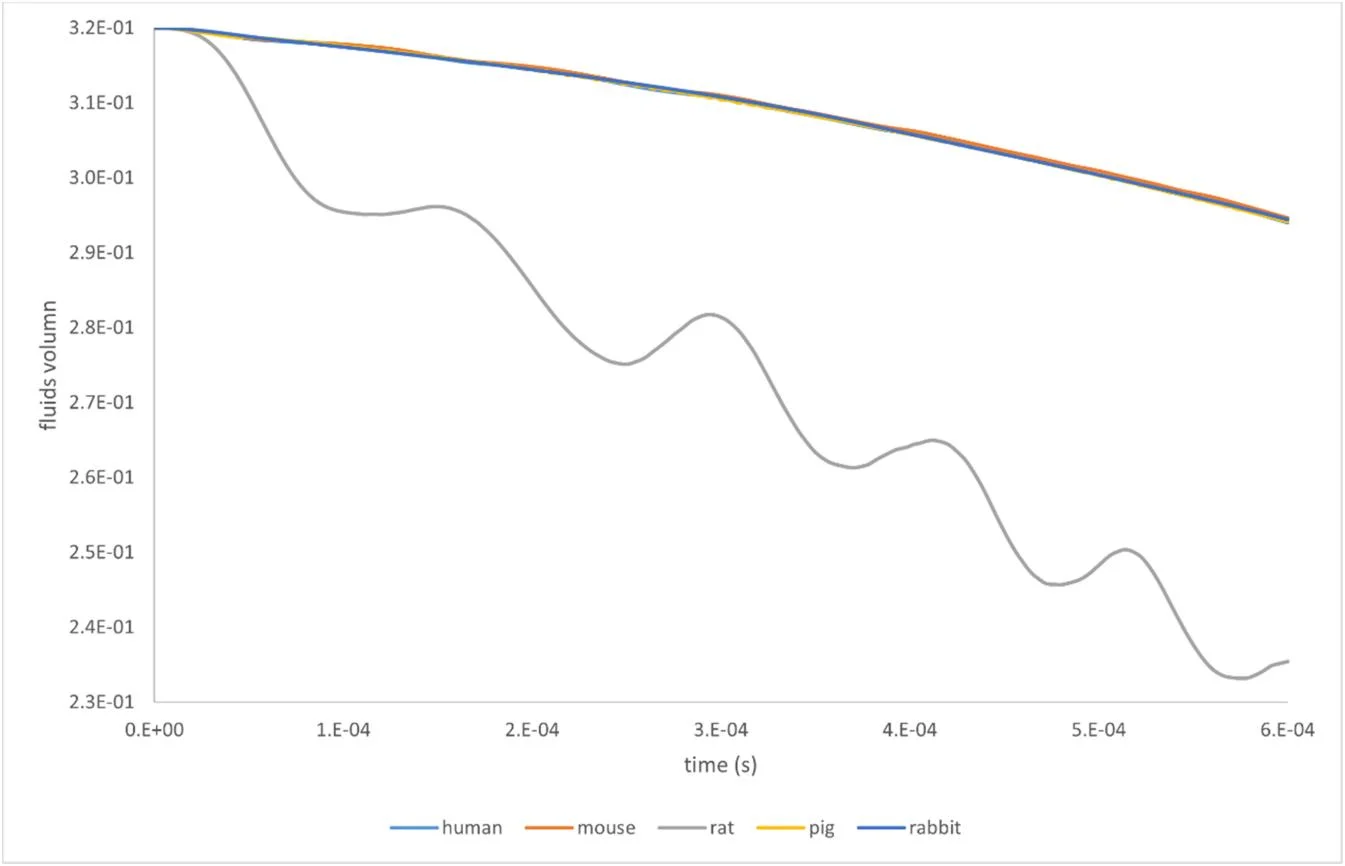 3.2E-01
3.1E-01
3.0E-01
2.9E-01
2.8E-01
2.7E-01
2.6E-01
2.5E-01
2.4E-01
2.3E-01
fluids volumn
0.E+00 1.E-04 2.E-04 3.E-04 4.E-04 5.E-04 6.E-04
time (s)
human mouse rat pig rabbit